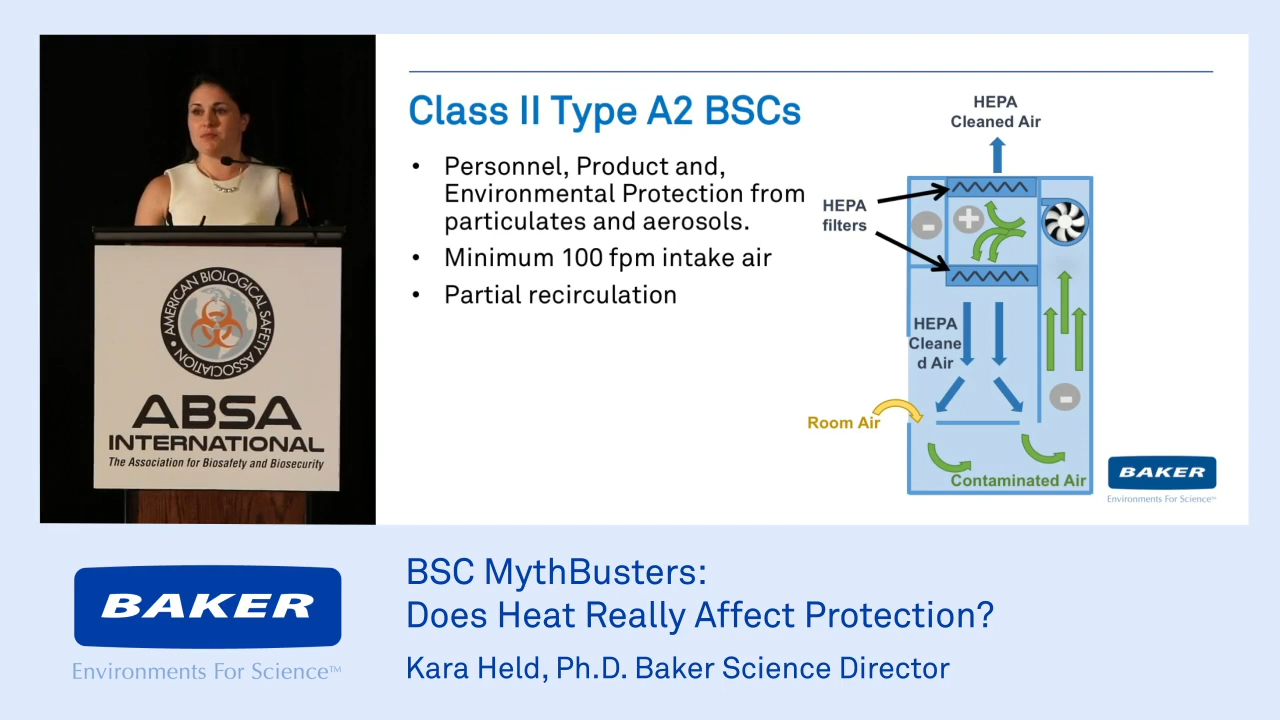 Class II Type A2 BSCs
• Personnel, Product and,
Environmental Protection from
particulates and aerosols.
• Minimum 100 fpm intake air
• Partial recirculation
HEPA
Cleaned Air
HEPA
filters
-
+
HEPA
Cleane
d Air
Room Air
-
Contaminated Air
BAKER
Environments For Science™
AMERICAN BIOLOGICAL SAFETY ASSOCIATION •
ABSA
INTERNATIONAL
The Association for Biosafety and Biosecurity
BAKER
Environments For Science™
BSC MythBusters:
Does Heat Really Affect Protection?
Kara Held, Ph.D. Baker Science Director